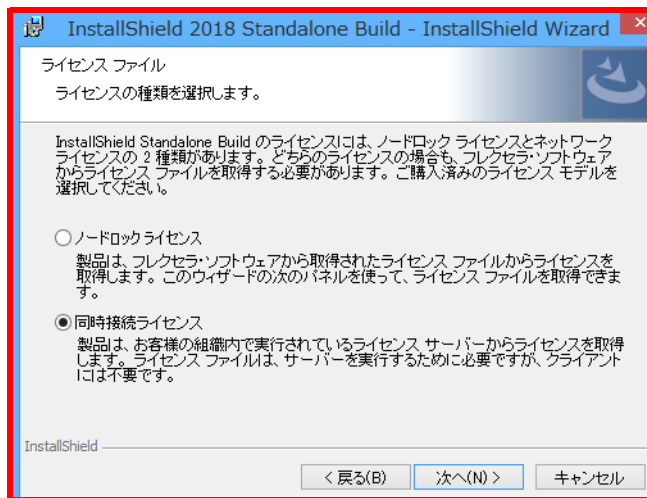 InstallShield 2018 Standalone Build - InstallShield Wizard
ライセンス ファイル
ライセンスの種類を選択します。
InstallShield Standalone Build のライセンスには、ノードロック ライセンスとネットワーク
ライセンスの 2 種類があります。どちらのライセンスの場合も、フレクセラ・ソフトウェア
からライセンス ファイルを取得する必要があります。ご購入済みのライセンス モデルを
選択してください。
ノードロック ライセンス
製品は、フレクセラ・ソフトウェアから取得されたライセンス ファイルからライセンスを
取得します。このウィザードの次のパネルを使って、ライセンス ファイルを取得できま
す。
同時接続ライセンス
製品は、お客様の組織内で実行されているライセンス サーバーからライセンスを取得
します。ライセンス ファイルは、サーバーを実行するために必要ですが、クライアント
には不要です。
InstallShield
< 戻る(B)
次へ(N) >
キャンセル